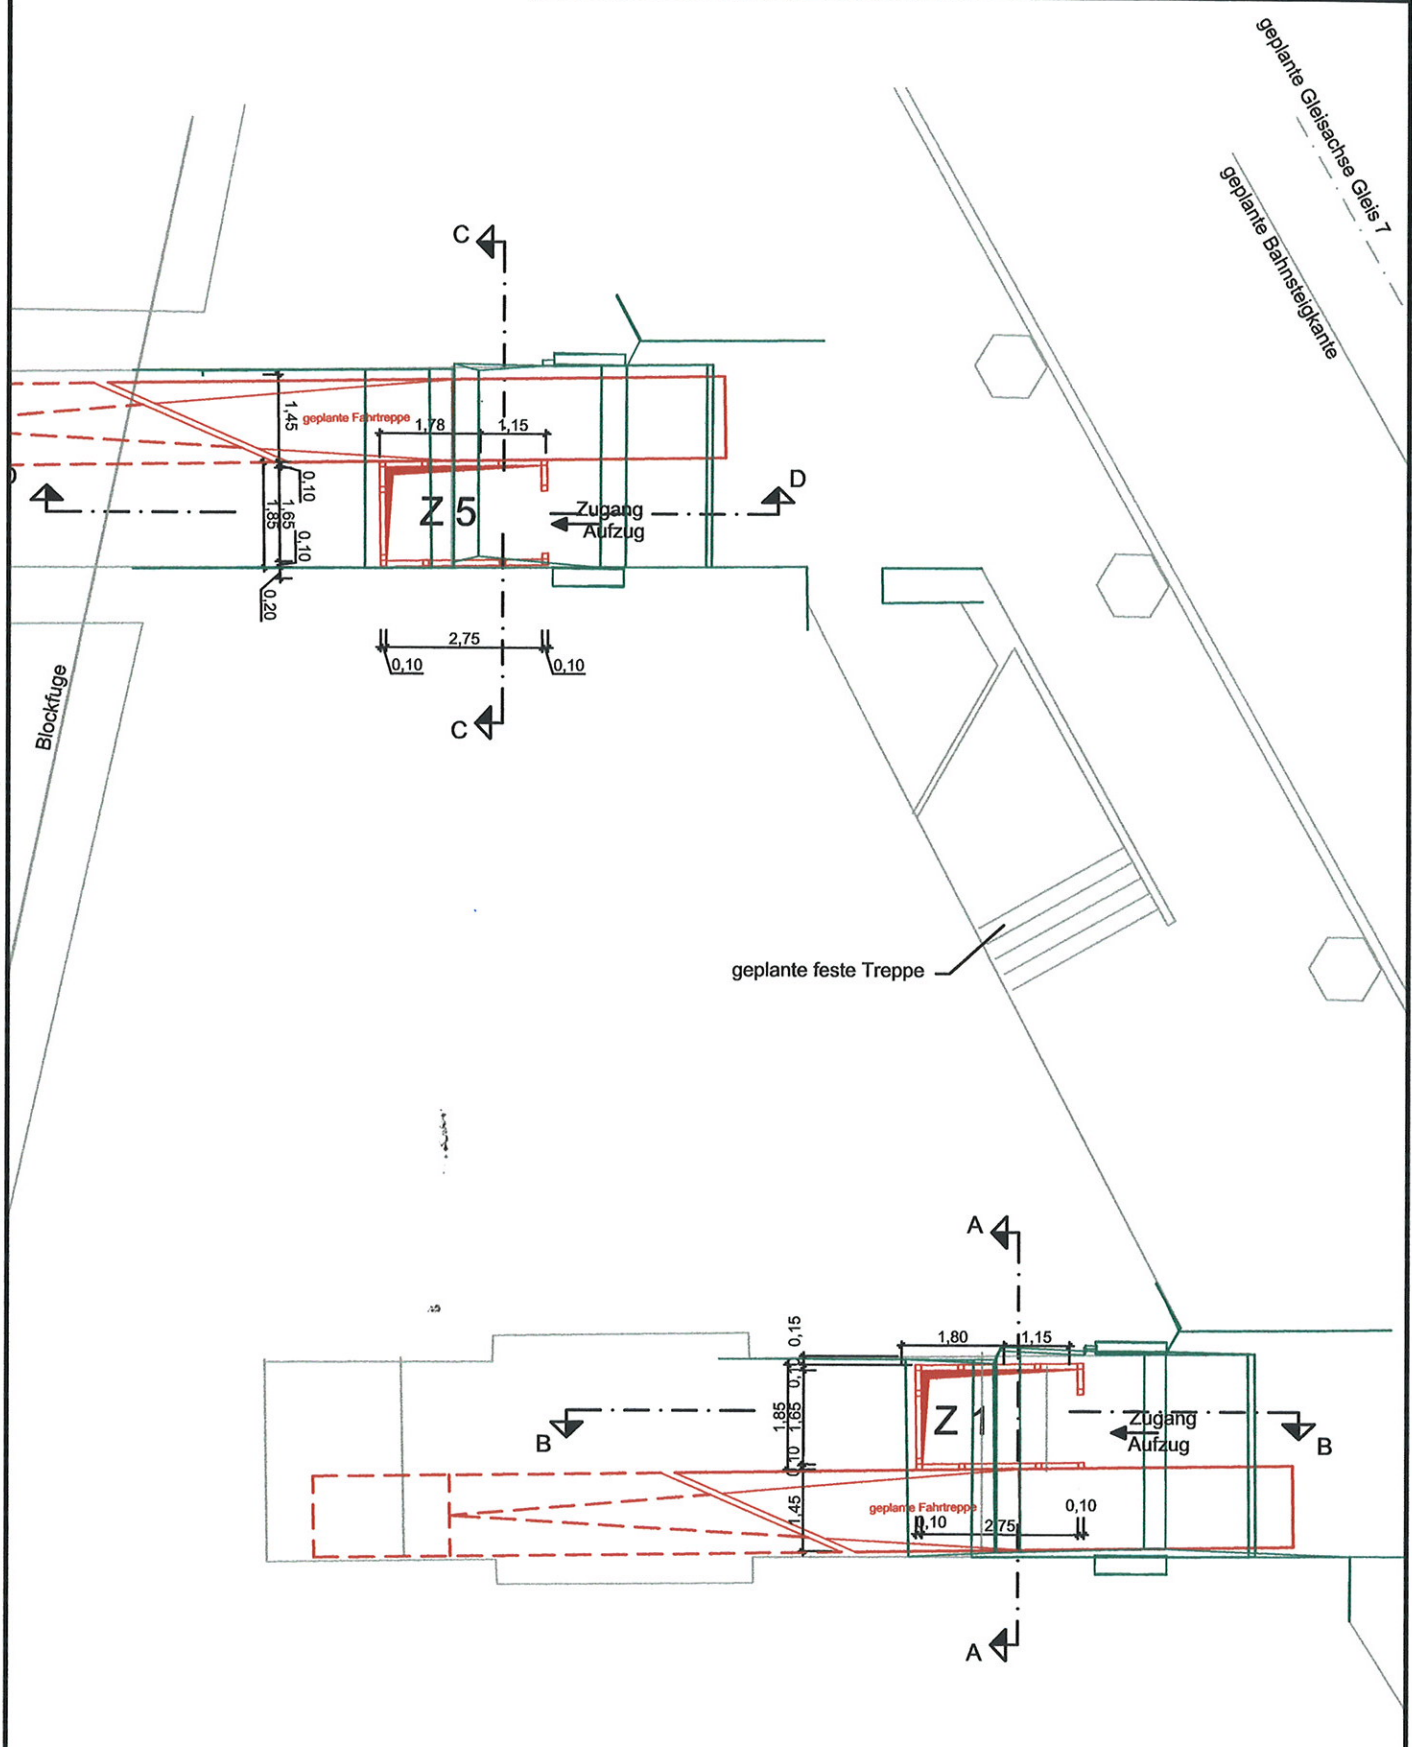 geplante Gleisachse Gleis 7
geplante Bahnsteigkante
C
1,45
geplante Fahrtreppe
1,78
1,15
0,10
1,85
1,65
0,10
0,20
Z 5
Zugang
Aufzug
D
2,75
0,10
0,10
C
Blockfuge
geplante feste Treppe
A
0,15
1,80
1,15
1,85
1,65
0,10
1,45
B
Z 1
Zugang
Aufzug
B
geplante Fahrtreppe
0,10
0,10
2,75
A